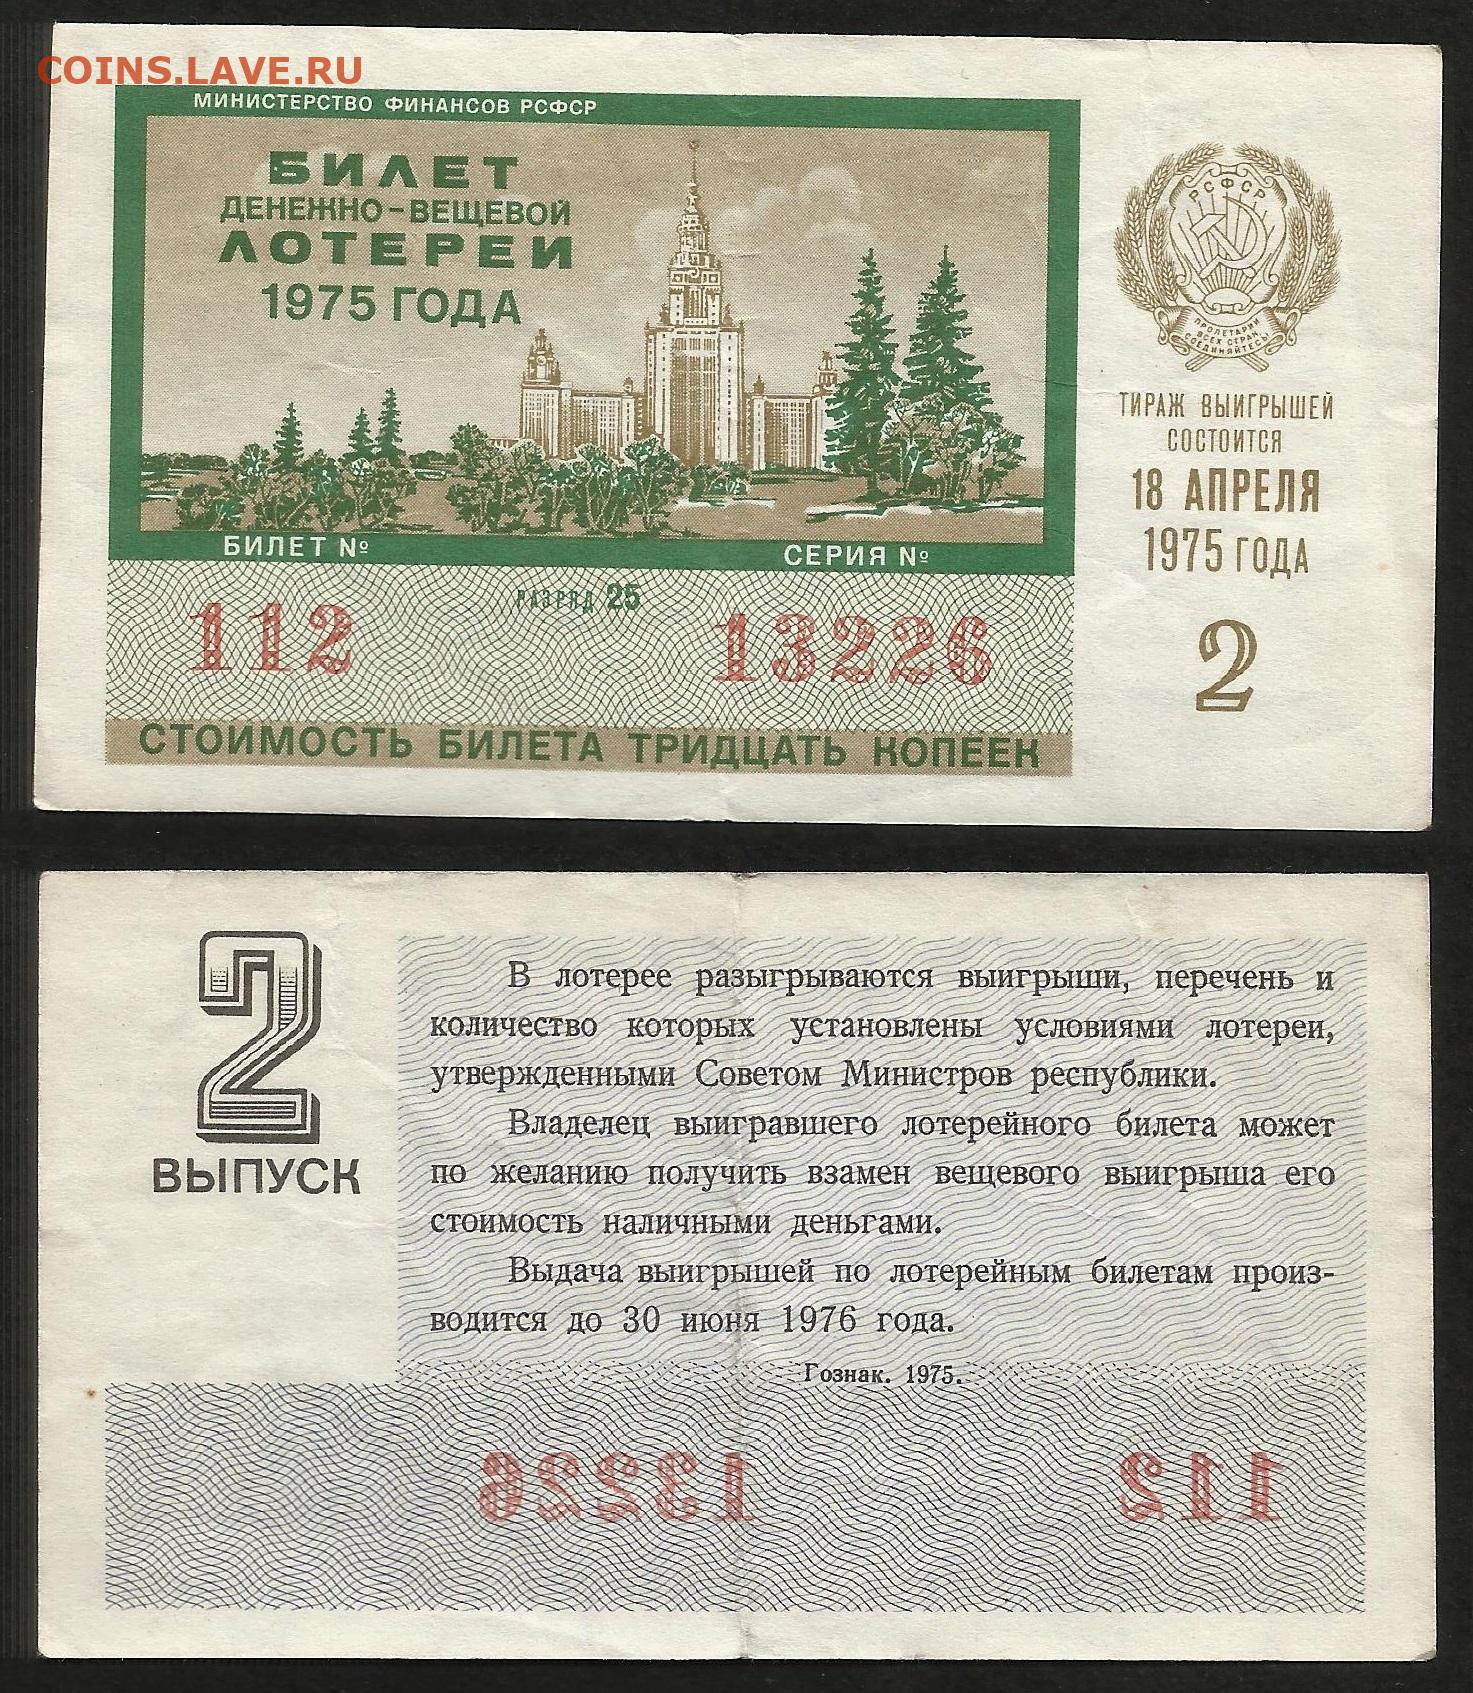 COINS.LAVE.RU
МИНИСТЕРСТВО ФИНАНСОВ РСФСР
БИЛЕТ
ДЕНЕЖНО-ВЕЩЕВОЙ
ЛОТЕРЕИ
1975 ГОДА
БИЛЕТ №
СЕРИЯ №
РАЗРЯД 25
112
13226
СТОИМОСТЬ БИЛЕТА ТРИДЦАТЬ КОПЕЕК
РСФСР
ПРОЛЕТАРИИ
ВСЕХ СТРАН,
СОЕДИНЯЙТЕСЬ!
ТИРАЖ ВЫИГРЫШЕЙ
СОСТОИТСЯ
18 АПРЕЛЯ
1975 ГОДА
2
2
ВЫПУСК
В лотерее разыгрываются выигрыши, перечень и
количество которых установлены условиями лотереи,
утвержденными Советом Министров республики.
Владелец выигравшего лотерейного билета может
по желанию получить взамен вещевого выигрыша его
стоимость наличными деньгами.
Выдача выигрышей по лотерейным билетам произ-
водится до 30 июня 1976 года.
Гознак. 1975.
13226
112